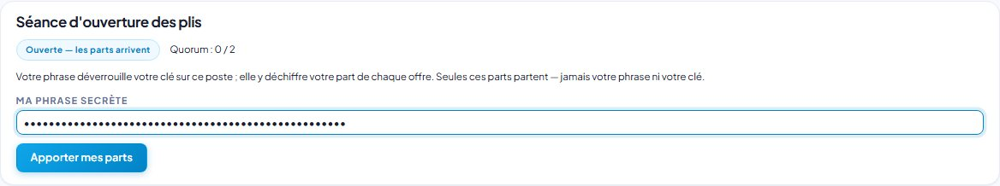 Séance d'ouverture des plis
Ouverte — les parts arrivent Quorum : 0 / 2
Votre phrase déverrouille votre clé sur ce poste ; elle y déchiffre votre part de chaque offre. Seules ces parts partent — jamais votre phrase ni votre clé.
MA PHRASE SECRÈTE
Apporter mes parts